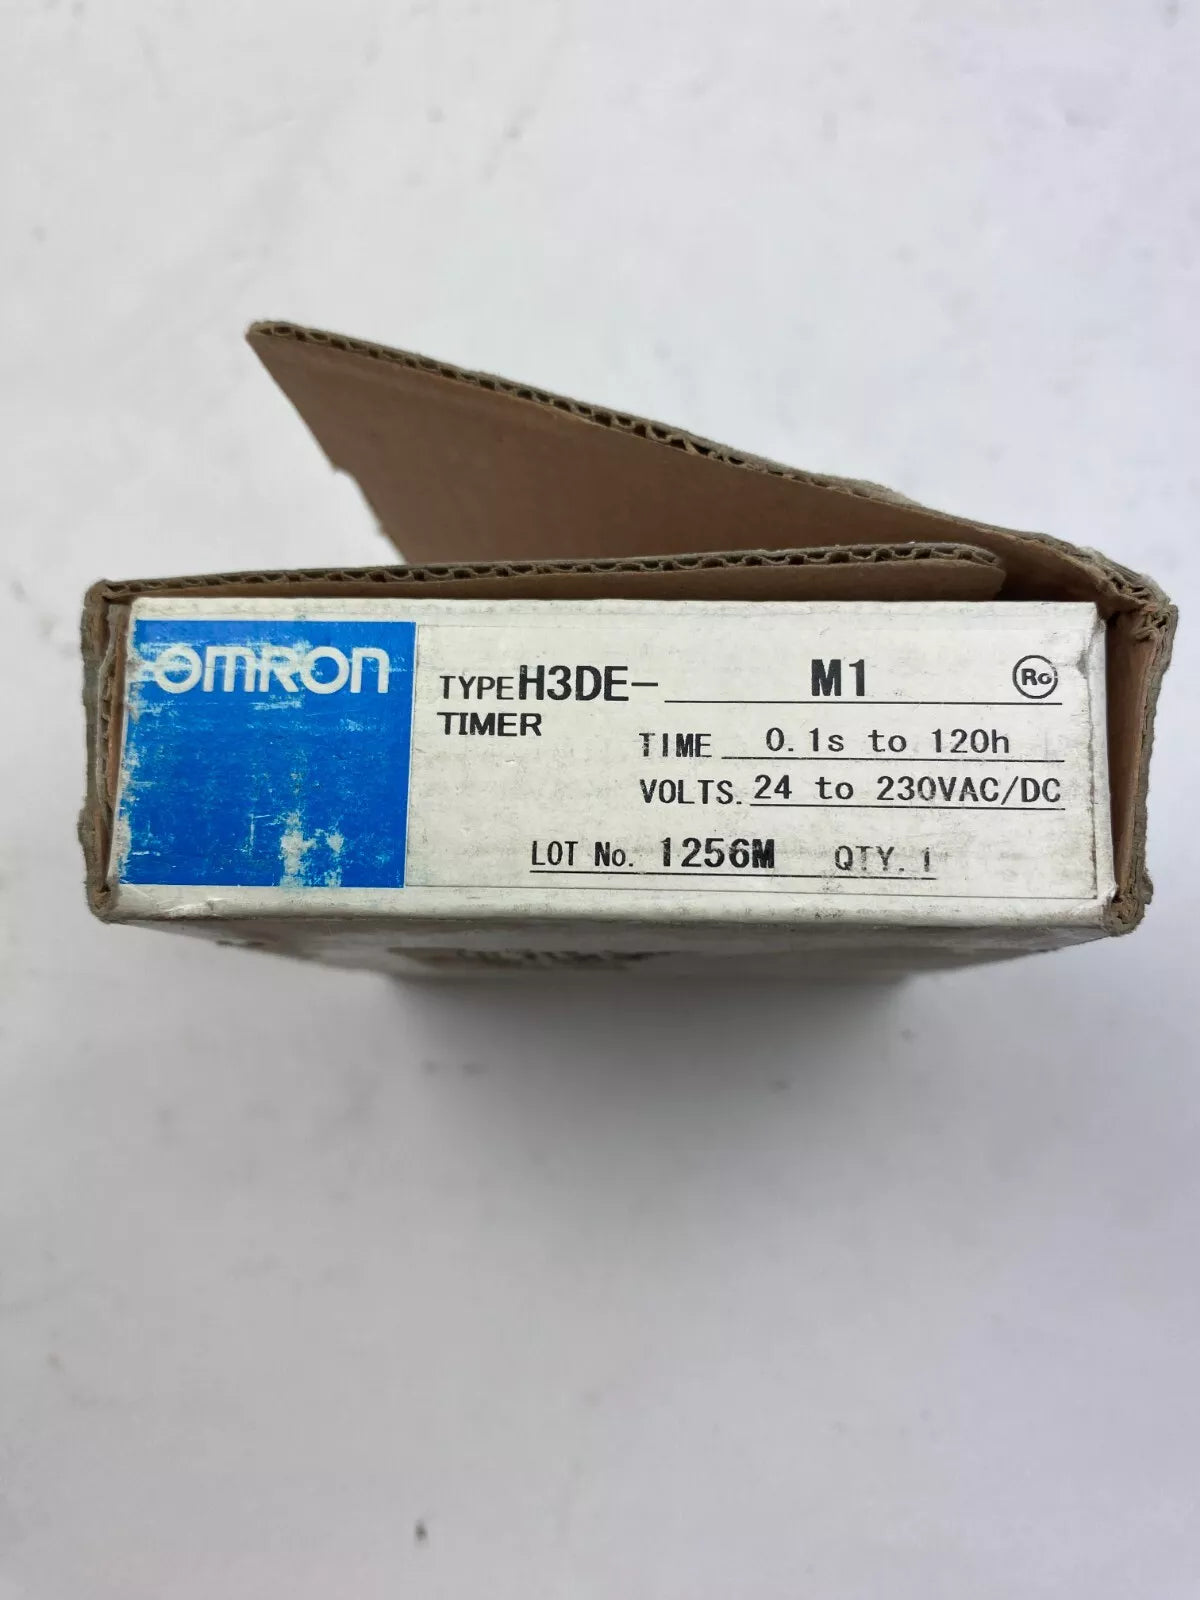 OMRON
TYPE H3DE- M1 Ro
TIMER
TIME 0.1s to 120h
VOLTS. 24 to 230VAC/DC
LOT No. 1256M QTY. 1